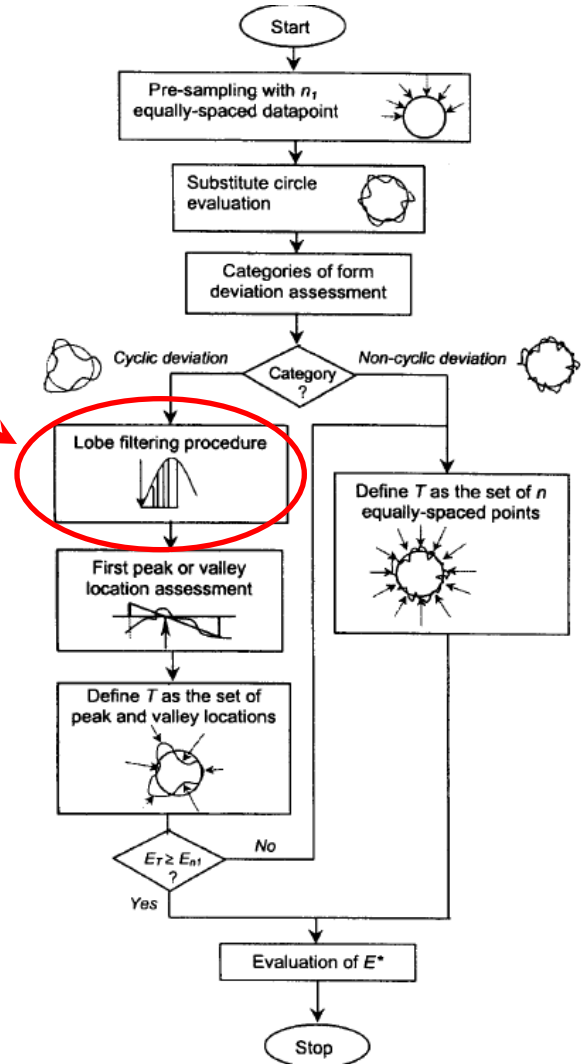 Start
Pre-sampling with n₁
equally-spaced datapoint
Substitute circle
evaluation
Categories of form
deviation assessment
Cyclic deviation
Category
?
Non-cyclic deviation
Lobe filtering procedure
Define T as the set of n
equally-spaced points
First peak or valley
location assessment
Define T as the set of
peak and valley locations
E_T ≥ E_n1
?
No
Yes
Evaluation of E*
Stop